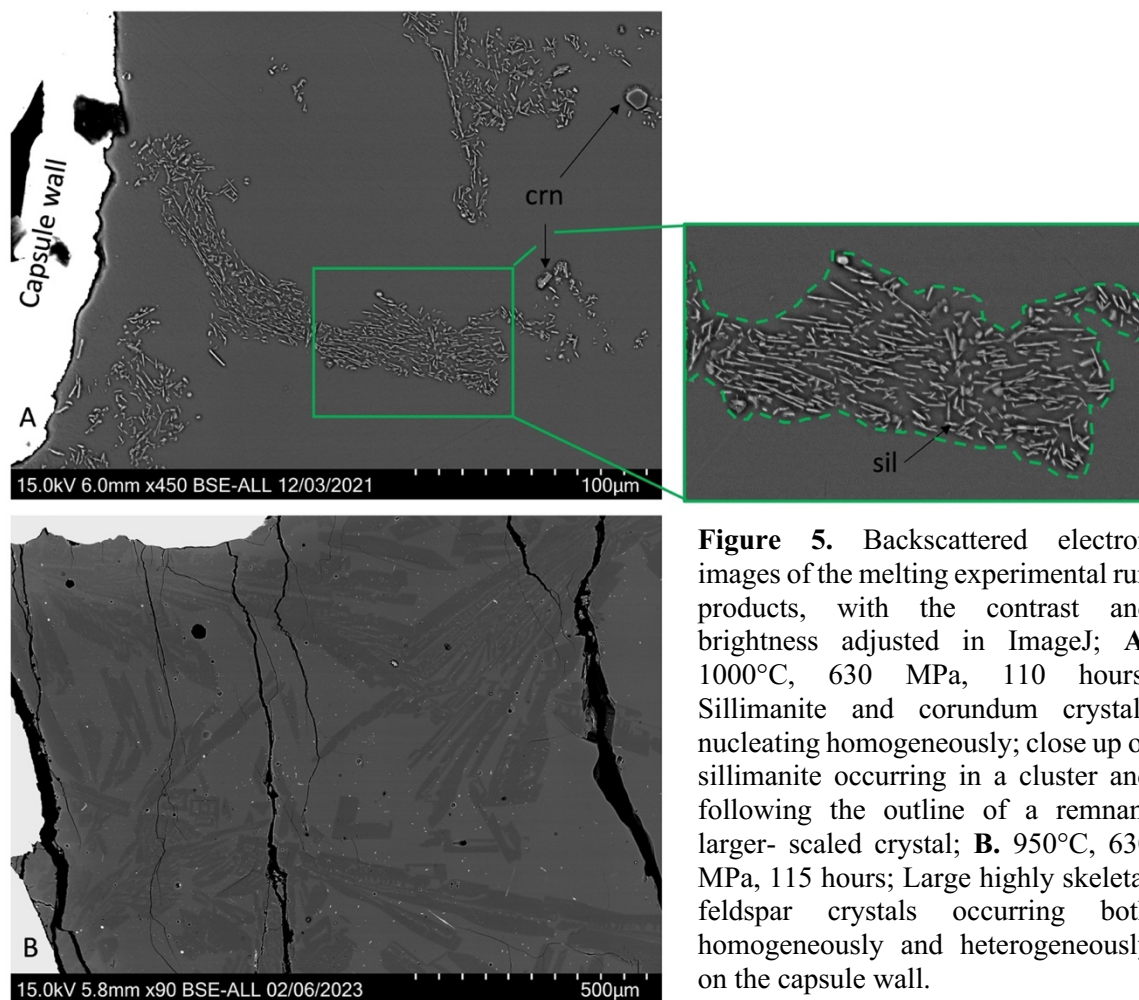 Capsule wall
crn
A
15.0kV 6.0mm x450 BSE-ALL 12/03/2021
100µm
sil
B
15.0kV 5.8mm x90 BSE-ALL 02/06/2023
500µm
Figure 5. Backscattered electron
images of the melting experimental run
products, with the contrast and
brightness adjusted in ImageJ; A
1000°C, 630 MPa, 110 hours
Sillimanite and corundum crystal
nucleating homogeneously; close up o
sillimanite occurring in a cluster and
following the outline of a remnan
larger- scaled crystal; B. 950°C, 630
MPa, 115 hours; Large highly skeleta
feldspar crystals occurring both
homogeneously and heterogeneously
on the capsule wall.